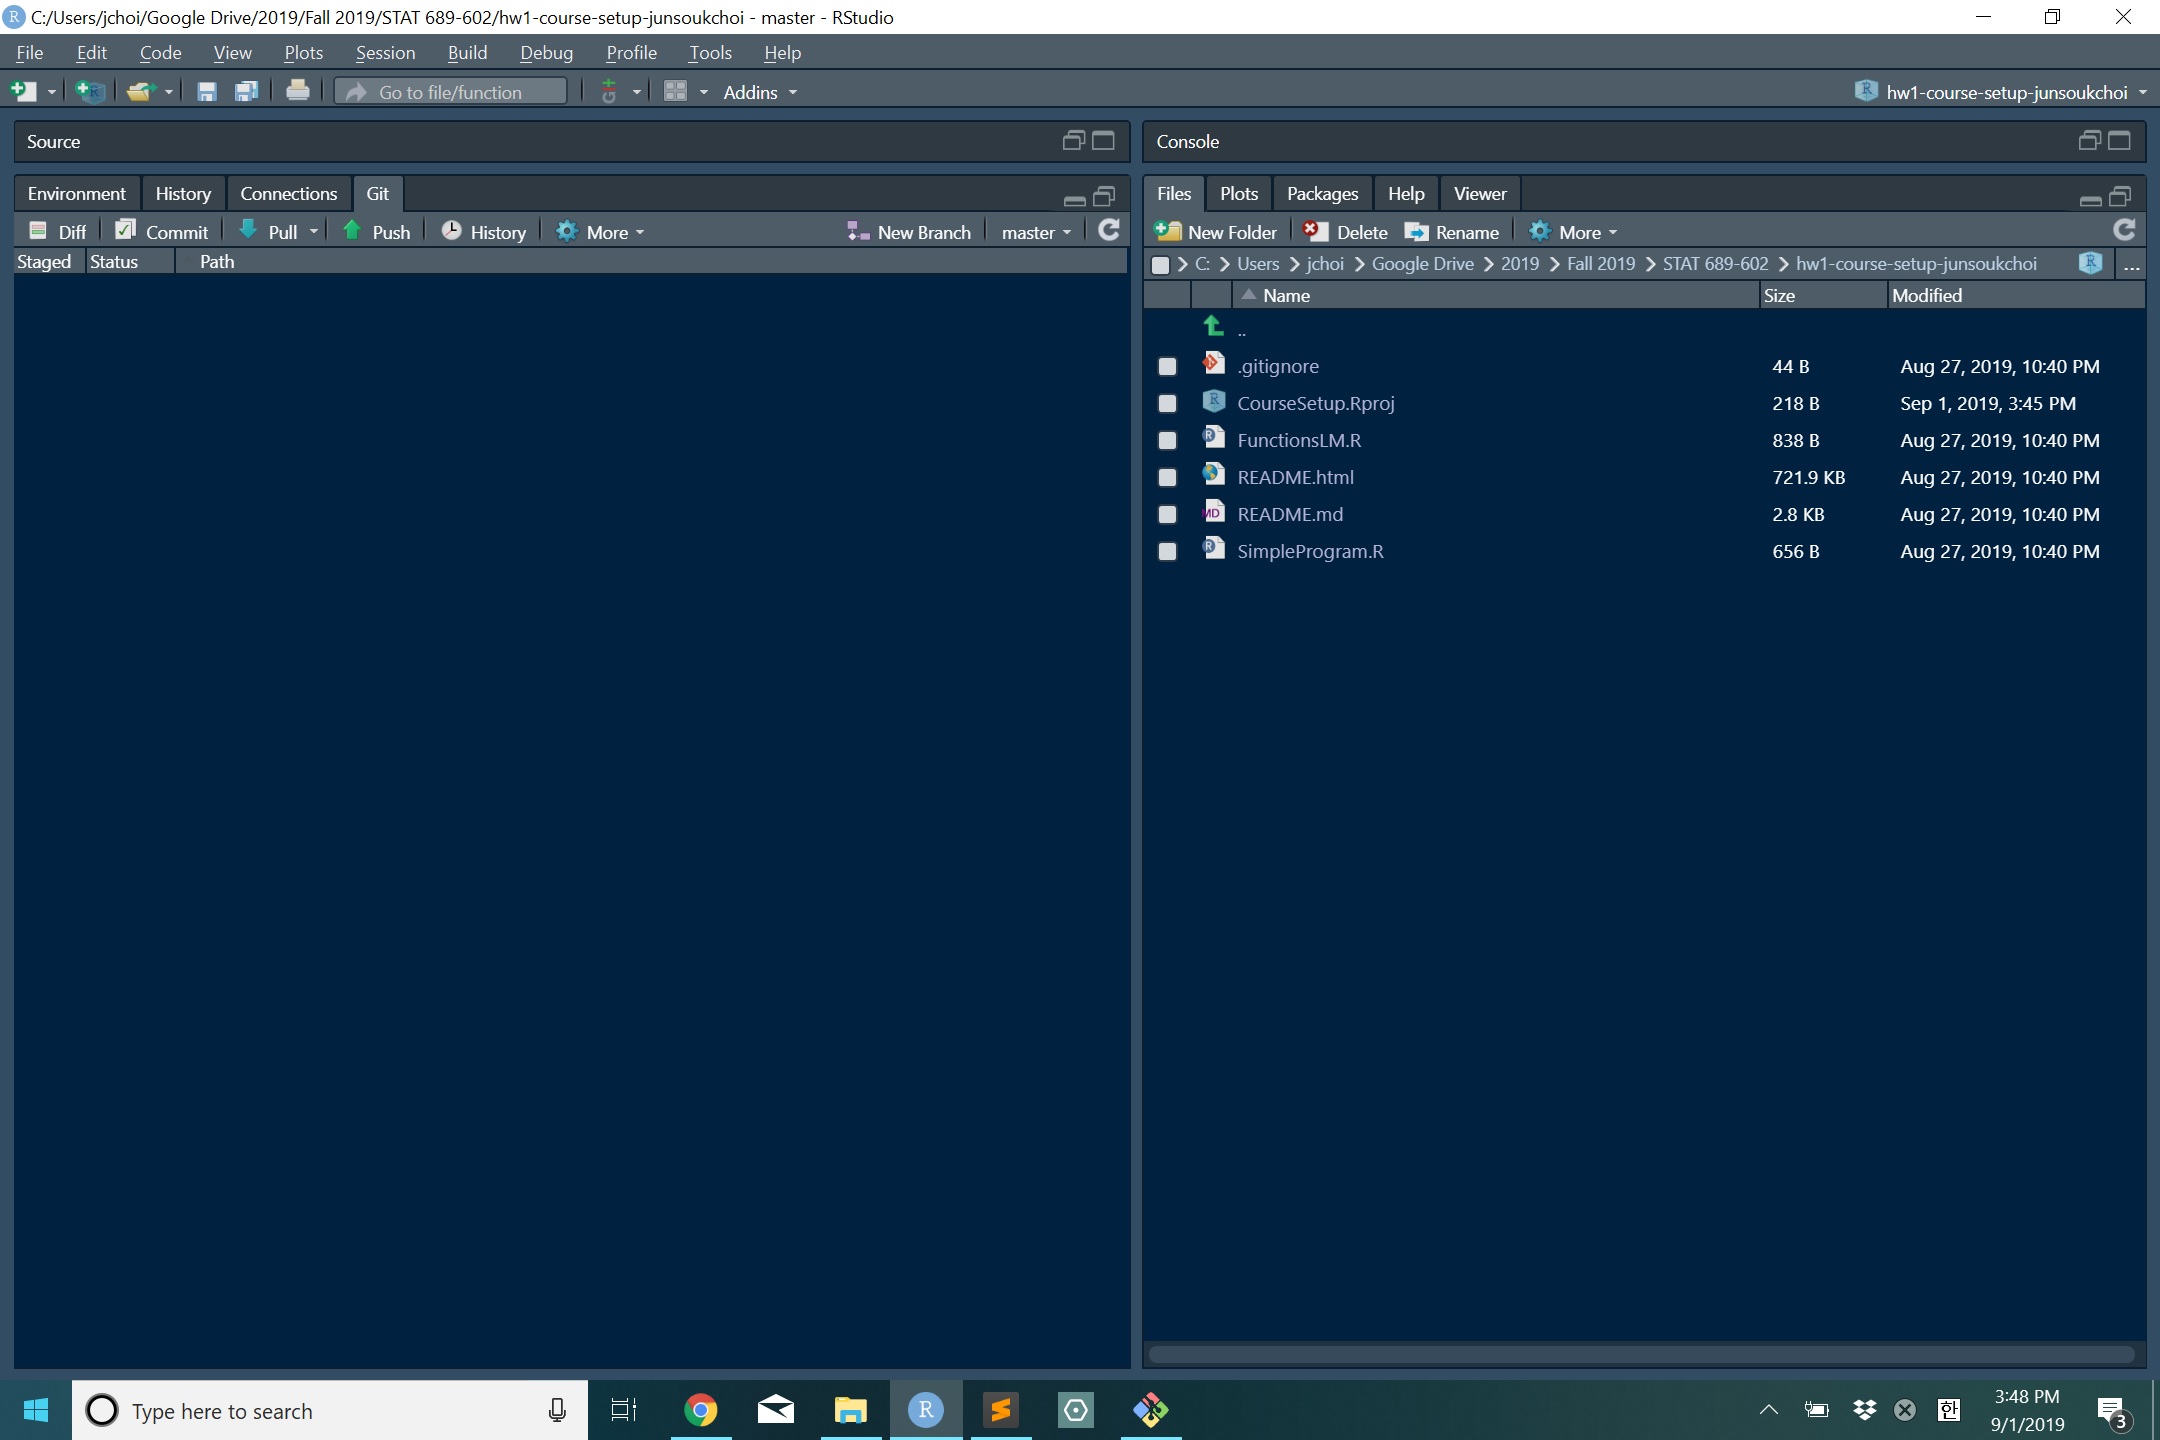 C:/Users/jchoi/Google Drive/2019/Fall 2019/STAT 689-602/hw1-course-setup-junsoukchoi - master - RStudio
File Edit Code View Plots Session Build Debug Profile Tools Help
Go to file/function Addins hw1-course-setup-junsoukchoi
Source
Environment History Connections Git
Diff Commit Pull Push History More New Branch master
Staged Status Path
Console
Files Plots Packages Help Viewer
New Folder Delete Rename More
C: Users jchoi Google Drive 2019 Fall 2019 STAT 689-602 hw1-course-setup-junsoukchoi ...
Name Size Modified
..
.gitignore 44 B Aug 27, 2019, 10:40 PM
CourseSetup.Rproj 218 B Sep 1, 2019, 3:45 PM
FunctionsLM.R 838 B Aug 27, 2019, 10:40 PM
README.html 721.9 KB Aug 27, 2019, 10:40 PM
README.md 2.8 KB Aug 27, 2019, 10:40 PM
SimpleProgram.R 656 B Aug 27, 2019, 10:40 PM
Type here to search
한
3:48 PM
9/1/2019
3